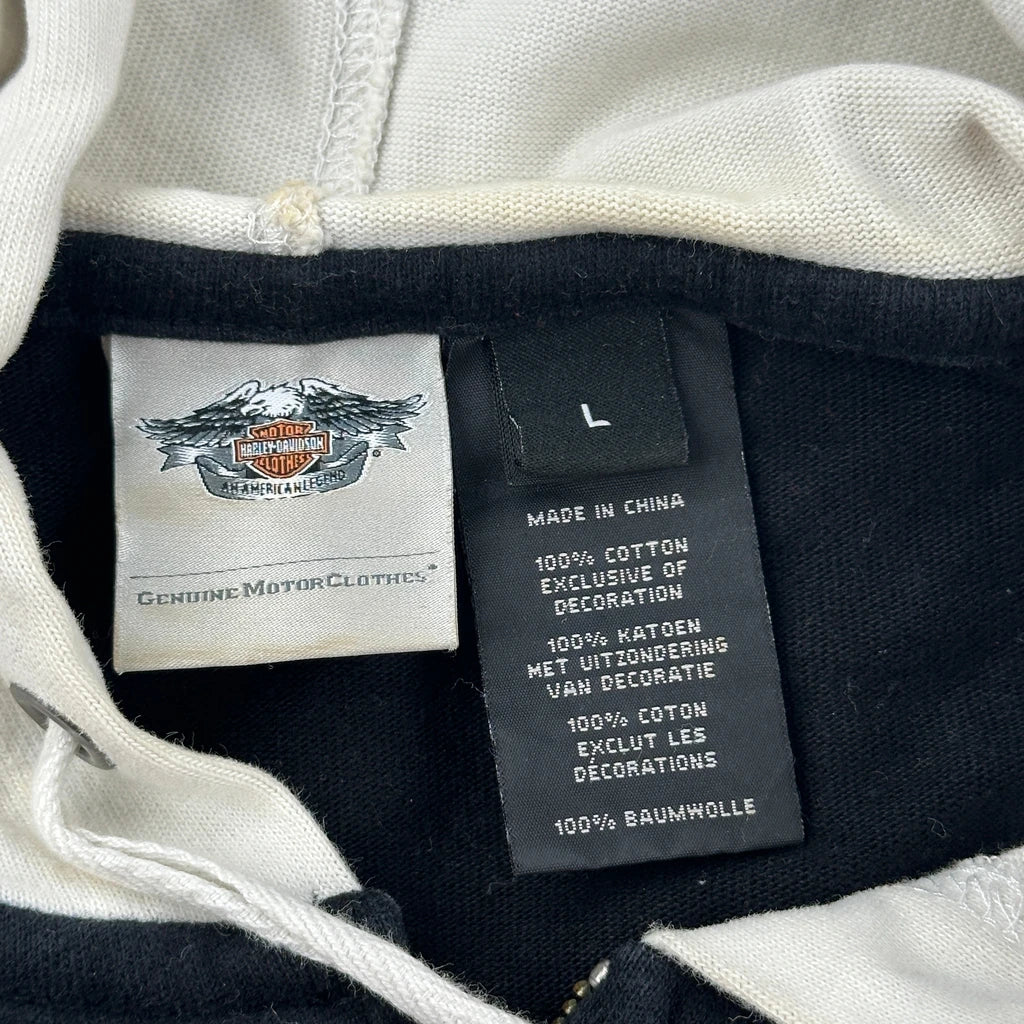 MOTOR
HARLEY-DAVIDSON
CLOTHES
®
AN AMERICAN LEGEND
GENUINE MOTORCLOTHES®
L
MADE IN CHINA
100% COTTON
EXCLUSIVE OF
DECORATION
100% KATOEN
MET UITZONDERING
VAN DECORATIE
100% COTON
EXCLUT LES
DÉCORATIONS
100% BAUMWOLLE